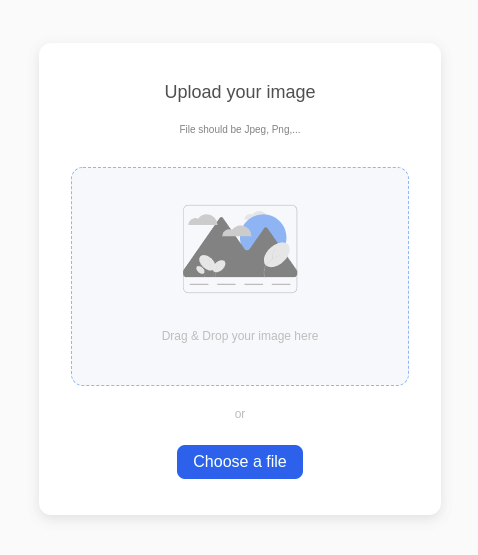 Upload your image
File should be Jpeg, Png,...
Drag & Drop your image here
or
Choose a file